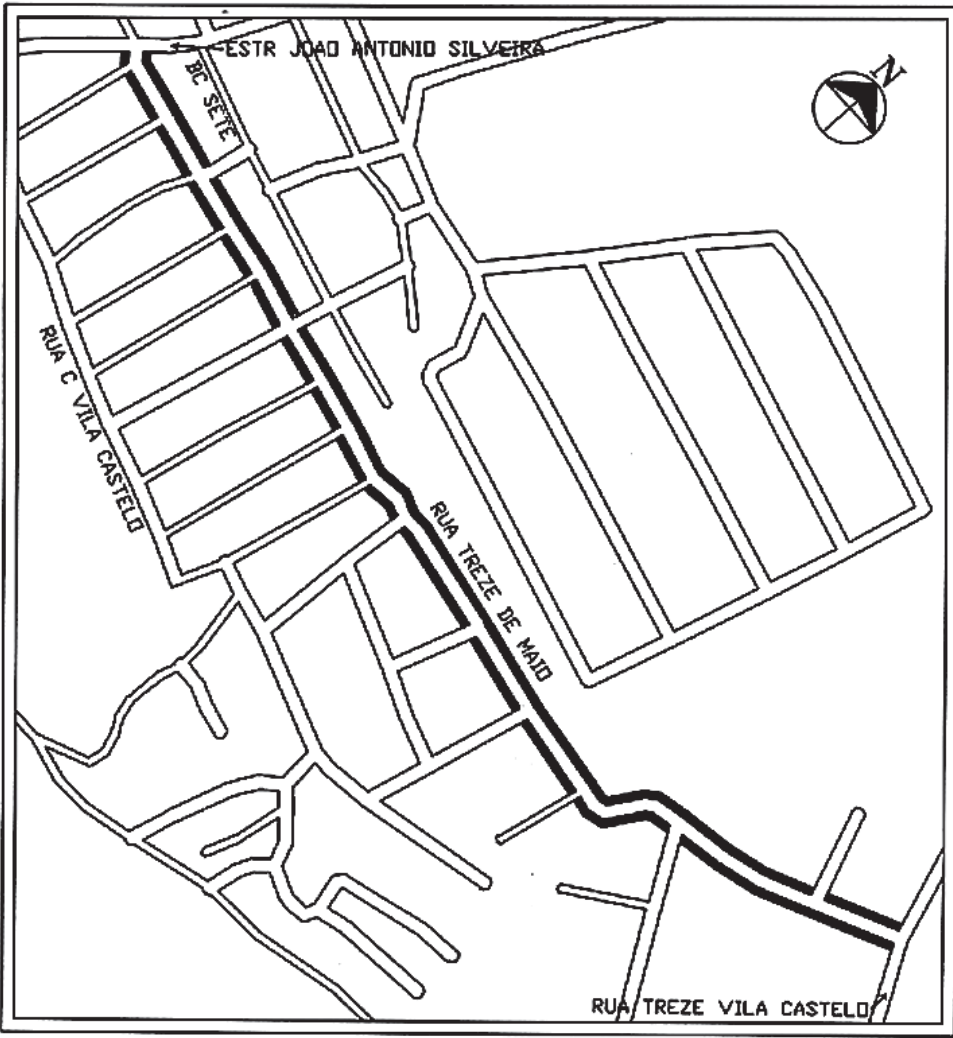 ESTR JOAO ANTONIO SILVEIRA
N
BC SETE
RUA C VILA CASTELO
RUA TREZE DE MAIO
RUA TREZE VILA CASTELO